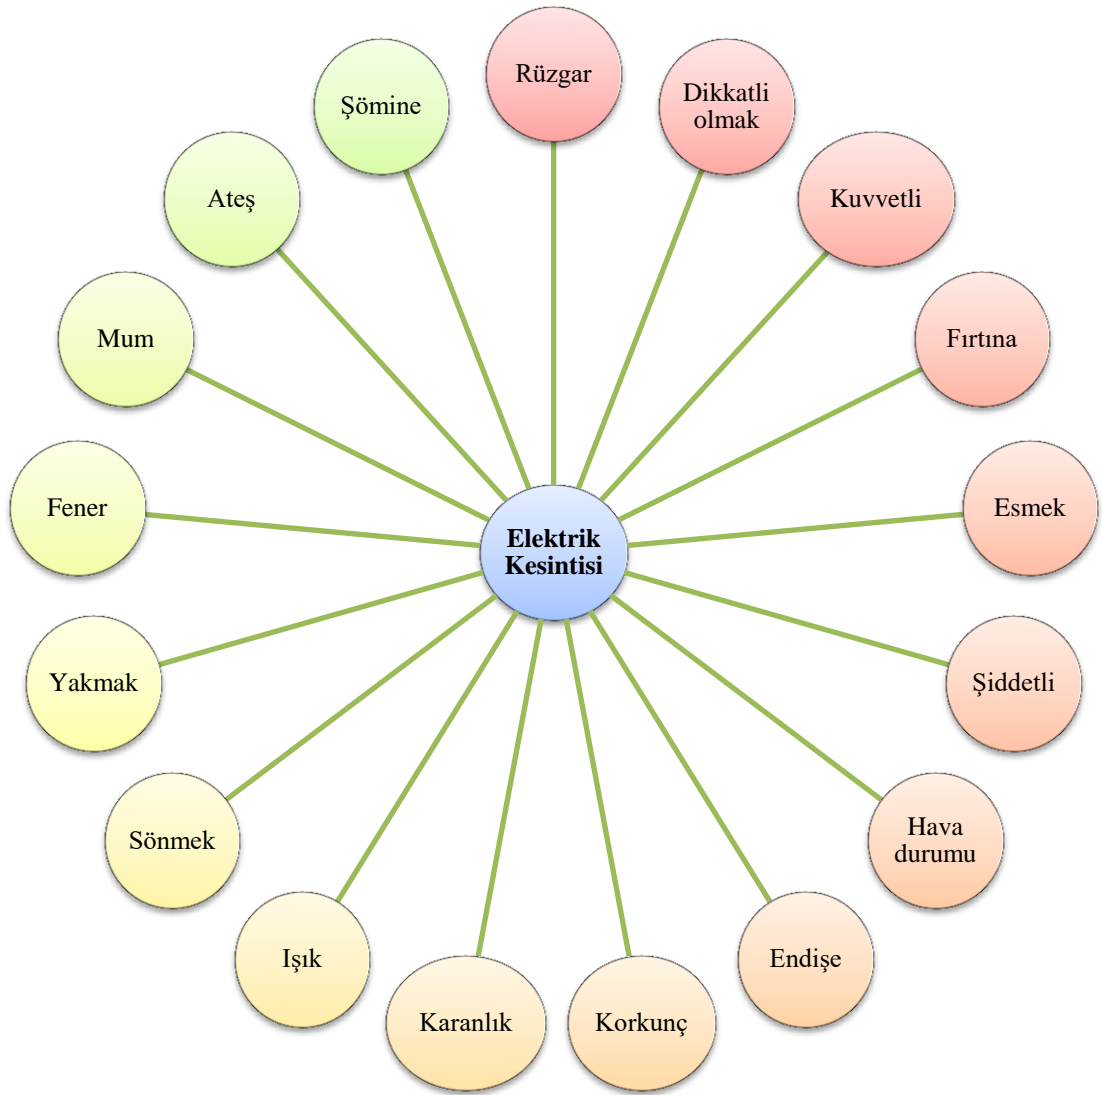 Rüzgar
Dikkatli
olmak
Kuvvetli
Fırtına
Esmek
Şiddetli
Hava
durumu
Endişe
Korkunç
Karanlık
Işık
Sönmek
Yakmak
Fener
Mum
Ateş
Şömine
Elektrik
Kesintisi